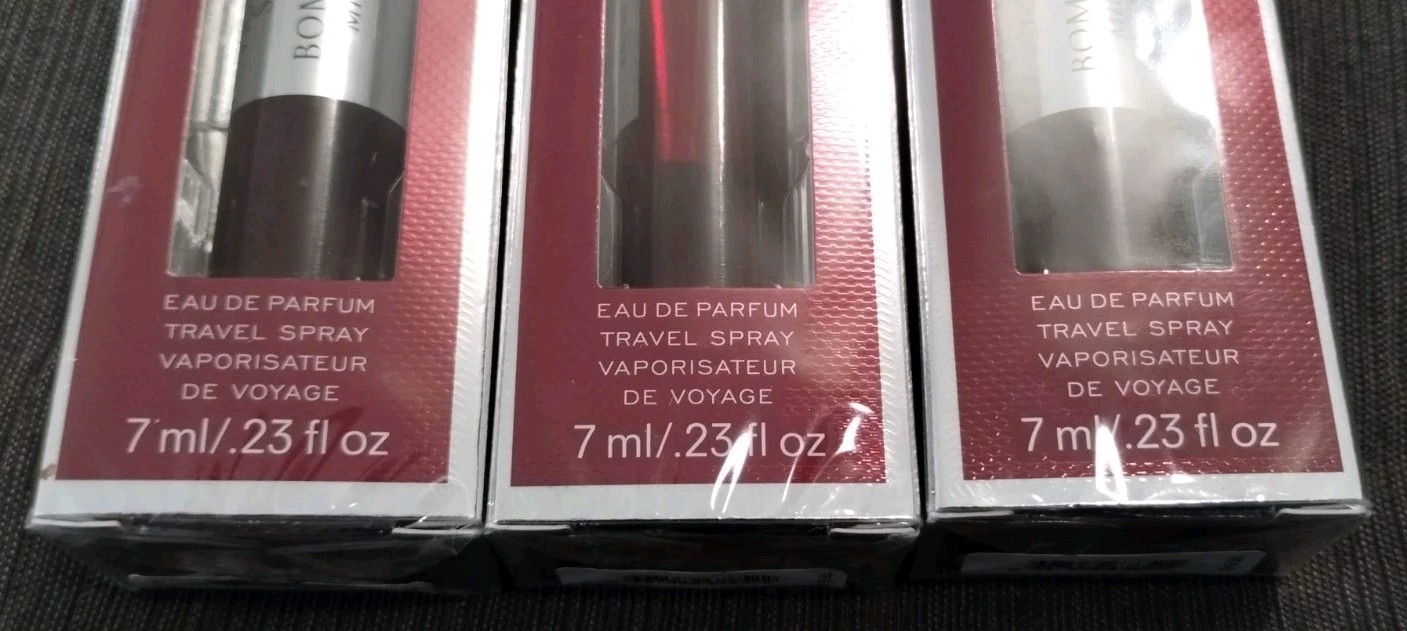 BOM
EAU DE PARFUM
TRAVEL SPRAY
VAPORISATEUR
DE VOYAGE
7 ml/.23 fl oz
EAU DE PARFUM
TRAVEL SPRAY
VAPORISATEUR
DE VOYAGE
7 ml/.23 fl oz
BOM
EAU DE PARFUM
TRAVEL SPRAY
VAPORISATEUR
DE VOYAGE
7 ml/.23 fl oz